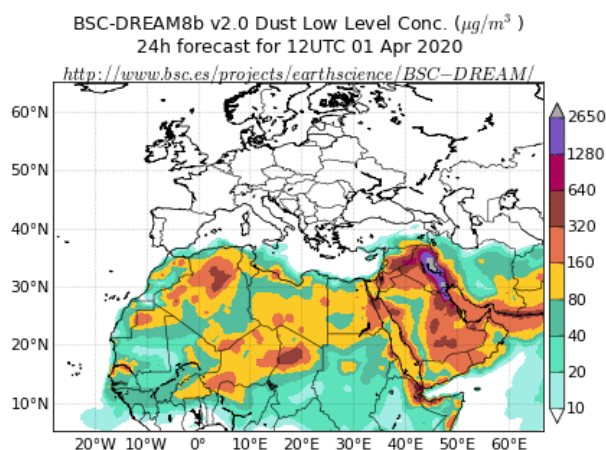 BSC-DREAM8b v2.0 Dust Low Level Conc. (μg/m³ )
24h forecast for 12UTC 01 Apr 2020
http://www.bsc.es/projects/earthscience/BSC−DREAM/
60°N
50°N
40°N
30°N
20°N
10°N
20°W 10°W 0° 10°E 20°E 30°E 40°E 50°E 60°E
2650
1280
640
320
160
80
40
20
10